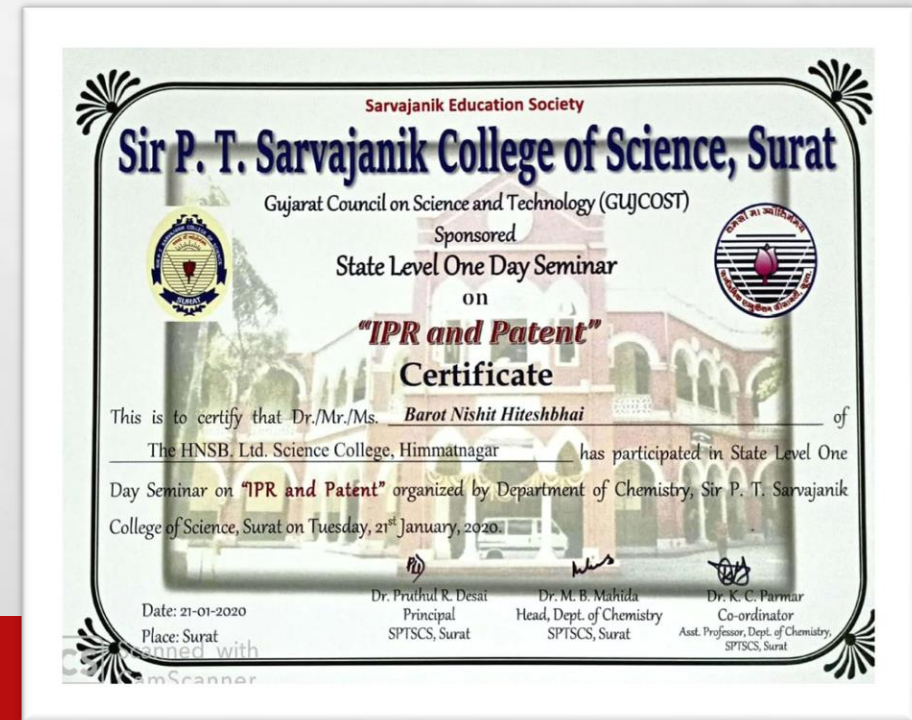 Sarvajanik Education Society
Sir P. T. Sarvajanik College of Science, Surat
Gujarat Council on Science and Technology (GUJCOST)
Sponsored
State Level One Day Seminar
on
"IPR and Patent"
Certificate
This is to certify that Dr./Mr./Ms. Barot Nishit Hiteshbhai of
The HNSB. Ltd. Science College, Himmatnagar has participated in State Level One
Day Seminar on "IPR and Patent" organized by Department of Chemistry, Sir P. T. Sarvajanik
College of Science, Surat on Tuesday, 21st January, 2020.
Date: 21-01-2020
Place: Surat
Dr. Pruthul R. Desai
Principal
SPTSCS, Surat
Dr. M. B. Mahida
Head, Dept. of Chemistry
SPTSCS, Surat
Dr. K. C. Parmar
Co-ordinator
Asst. Professor, Dept. of Chemistry,
SPTSCS, Surat
SURAT
CS Scanned with
CamScanner